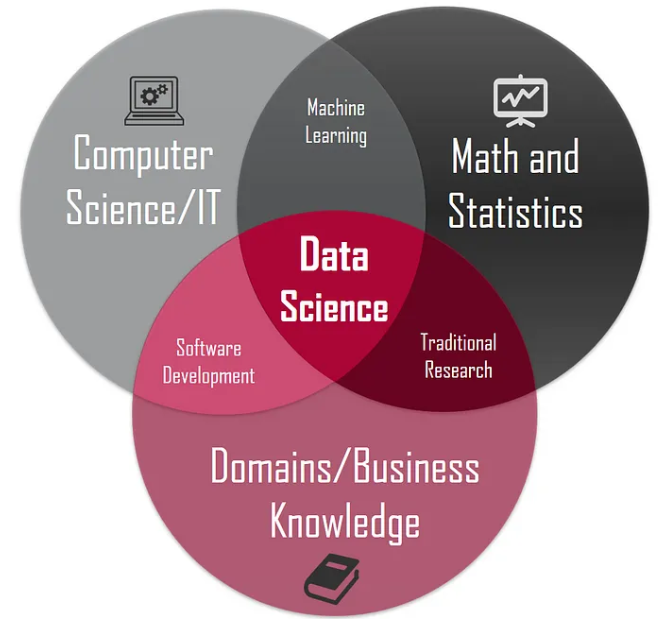 Machine
Learning
Computer
Science/IT
Math and
Statistics
Data
Science
Software
Development
Traditional
Research
Domains/Business
Knowledge